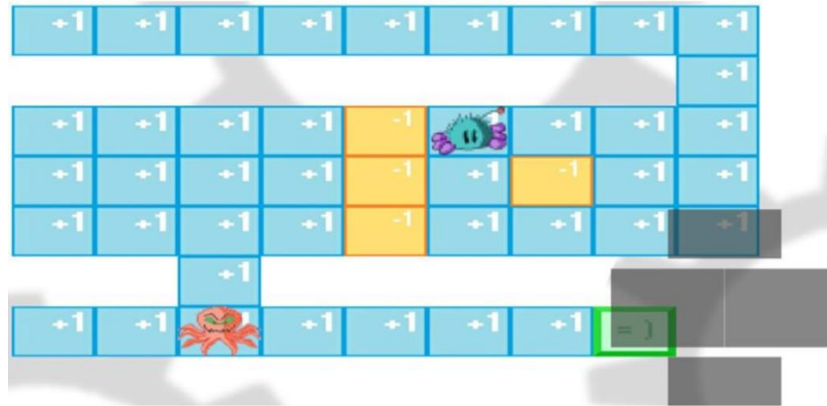 +1 +1 +1 +1 +1 +1 +1 +1 +1
+1
+1 +1 +1 +1 -1 +1 +1 +1
+1 +1 +1 +1 -1 +1 -1 +1 +1
+1 +1 +1 +1 -1 +1 +1 +1 +1
+1
+1 +1 +1 +1 +1 +1 = )